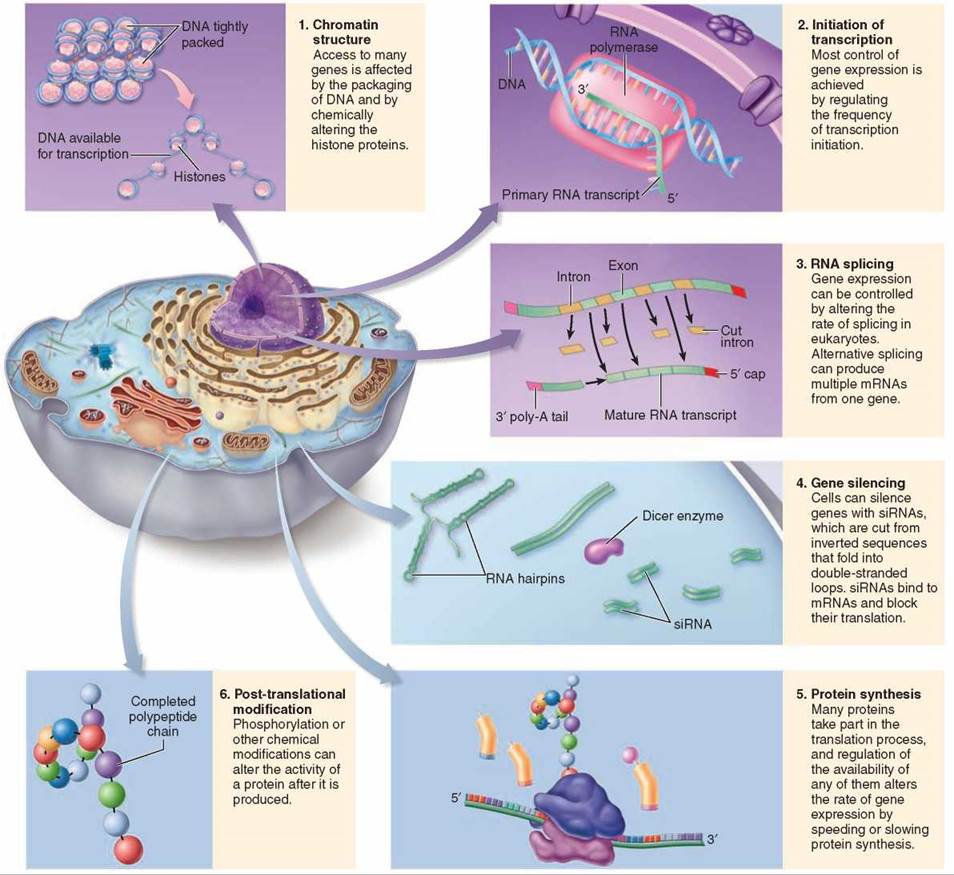 DNA tightly
packed
DNA available
for transcription
Histones
1. Chromatin
structure
Access to many
genes is affected
by the packaging
of DNA and by
chemically
altering the
histone proteins.
RNA
polymerase
DNA
3′
Primary RNA transcript
5′
2. Initiation of
transcription
Most control of
gene expression is
achieved
by regulating
the frequency
of transcription
initiation.
Exon
Intron
Cut
intron
5′ cap
3′ poly-A tail
Mature RNA transcript
3. RNA splicing
Gene expression
can be controlled
by altering the
rate of splicing in
eukaryotes.
Alternative splicing
can produce
multiple mRNAs
from one gene.
Dicer enzyme
RNA hairpins
siRNA
4. Gene silencing
Cells can silence
genes with siRNAs,
which are cut from
inverted sequences
that fold into
double-stranded
loops. siRNAs bind to
mRNAs and block
their translation.
Completed
polypeptide
chain
6. Post-translational
modification
Phosphorylation or
other chemical
modifications can
alter the activity of
a protein after it is
produced.
5′
3′
5. Protein synthesis
Many proteins
take part in the
translation process,
and regulation of
the availability of
any of them alters
the rate of gene
expression by
speeding or slowing
protein synthesis.